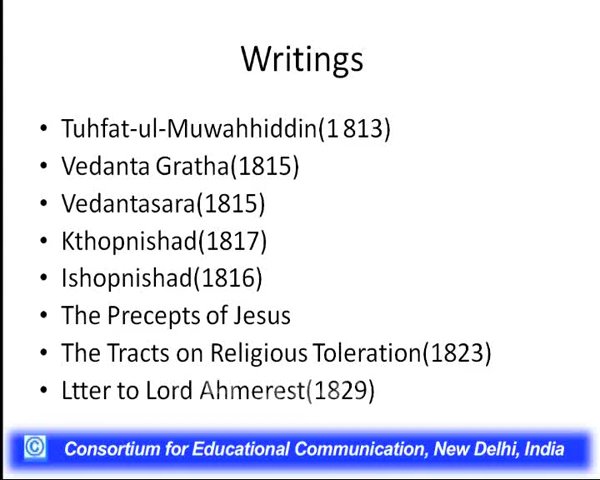 Writings
• Tuhfat-ul-Muwahhiddin(1813)
• Vedanta Gratha(1815)
• Vedantasara(1815)
• Kthopnishad(1817)
• Ishopnishad(1816)
• The Precepts of Jesus
• The Tracts on Religious Toleration(1823)
• Ltter to Lord Ahmerest(1829)
© Consortium for Educational Communication, New Delhi, India